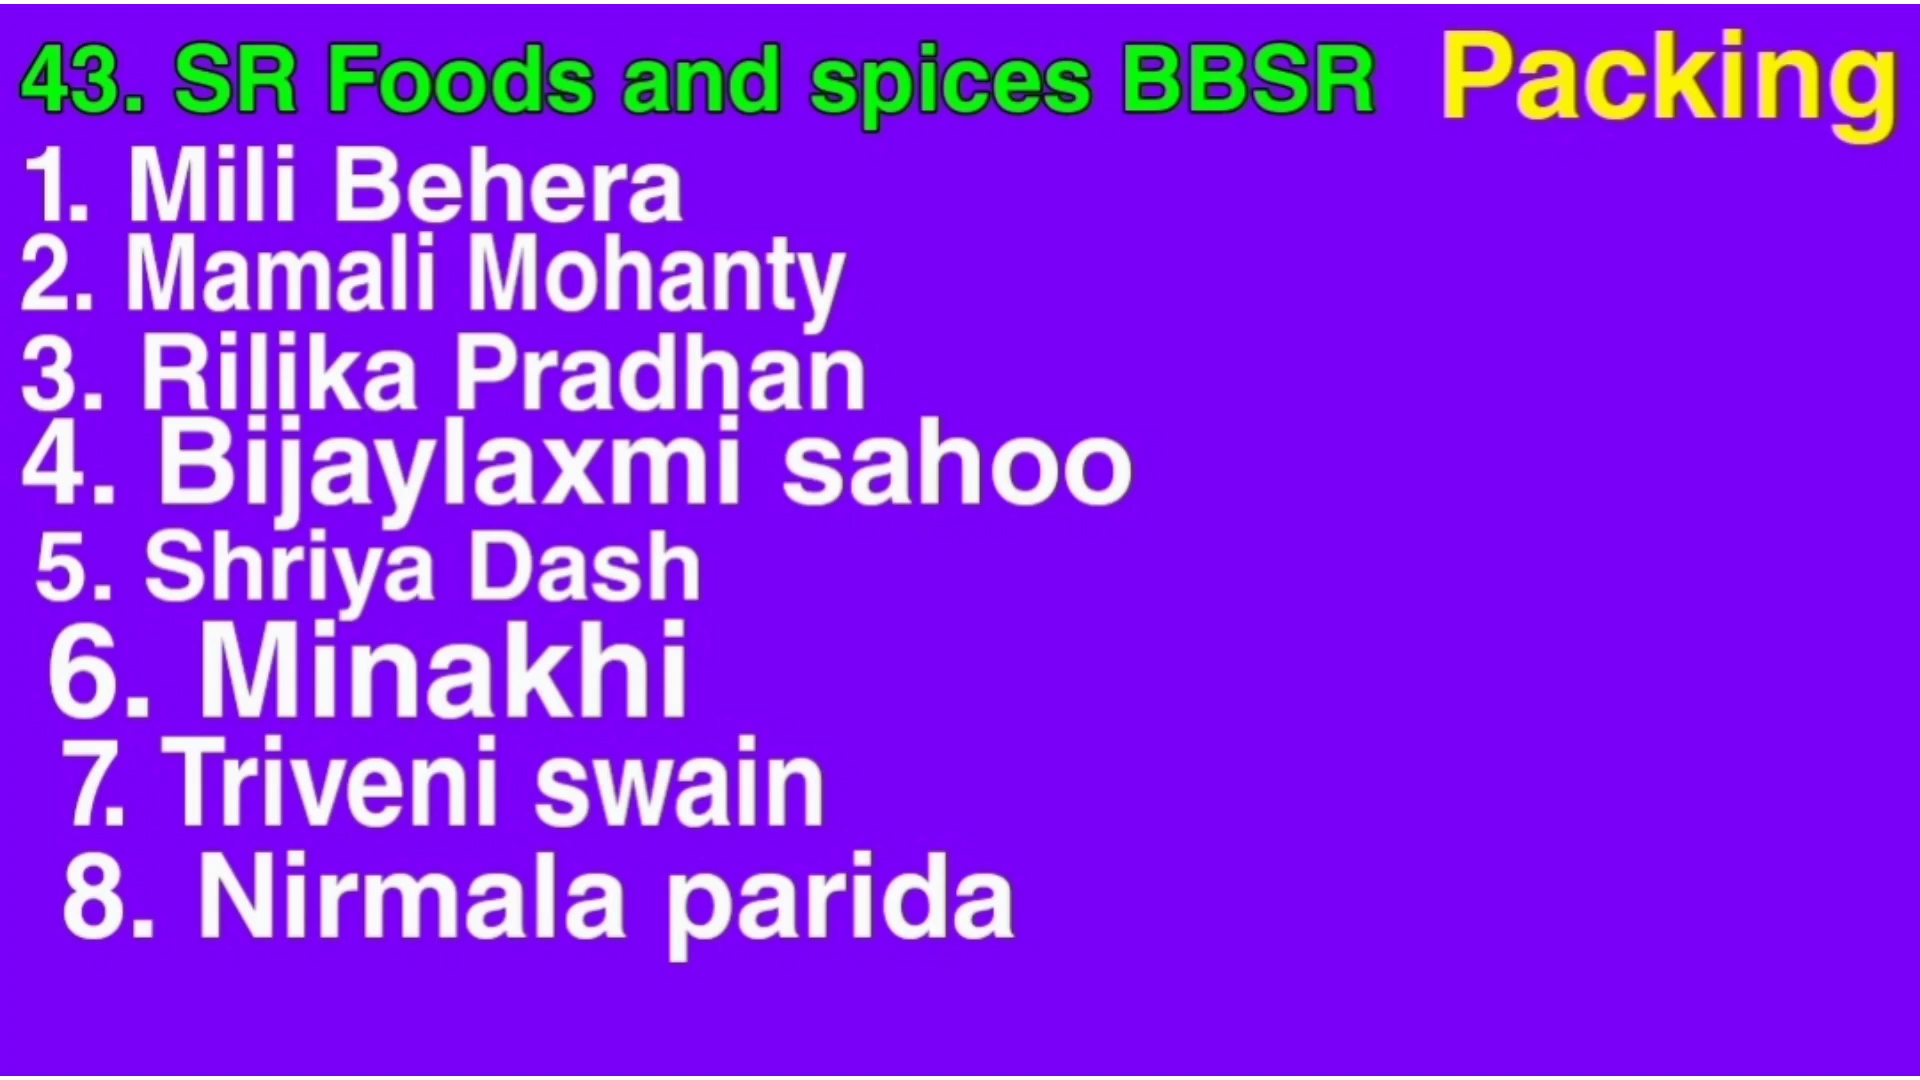 43. SR Foods and spices BBSR Packing
1. Mili Behera
2. Mamali Mohanty
3. Rilika Pradhan
4. Bijaylaxmi sahoo
5. Shriya Dash
6. Minakhi
7. Triveni swain
8. Nirmala parida